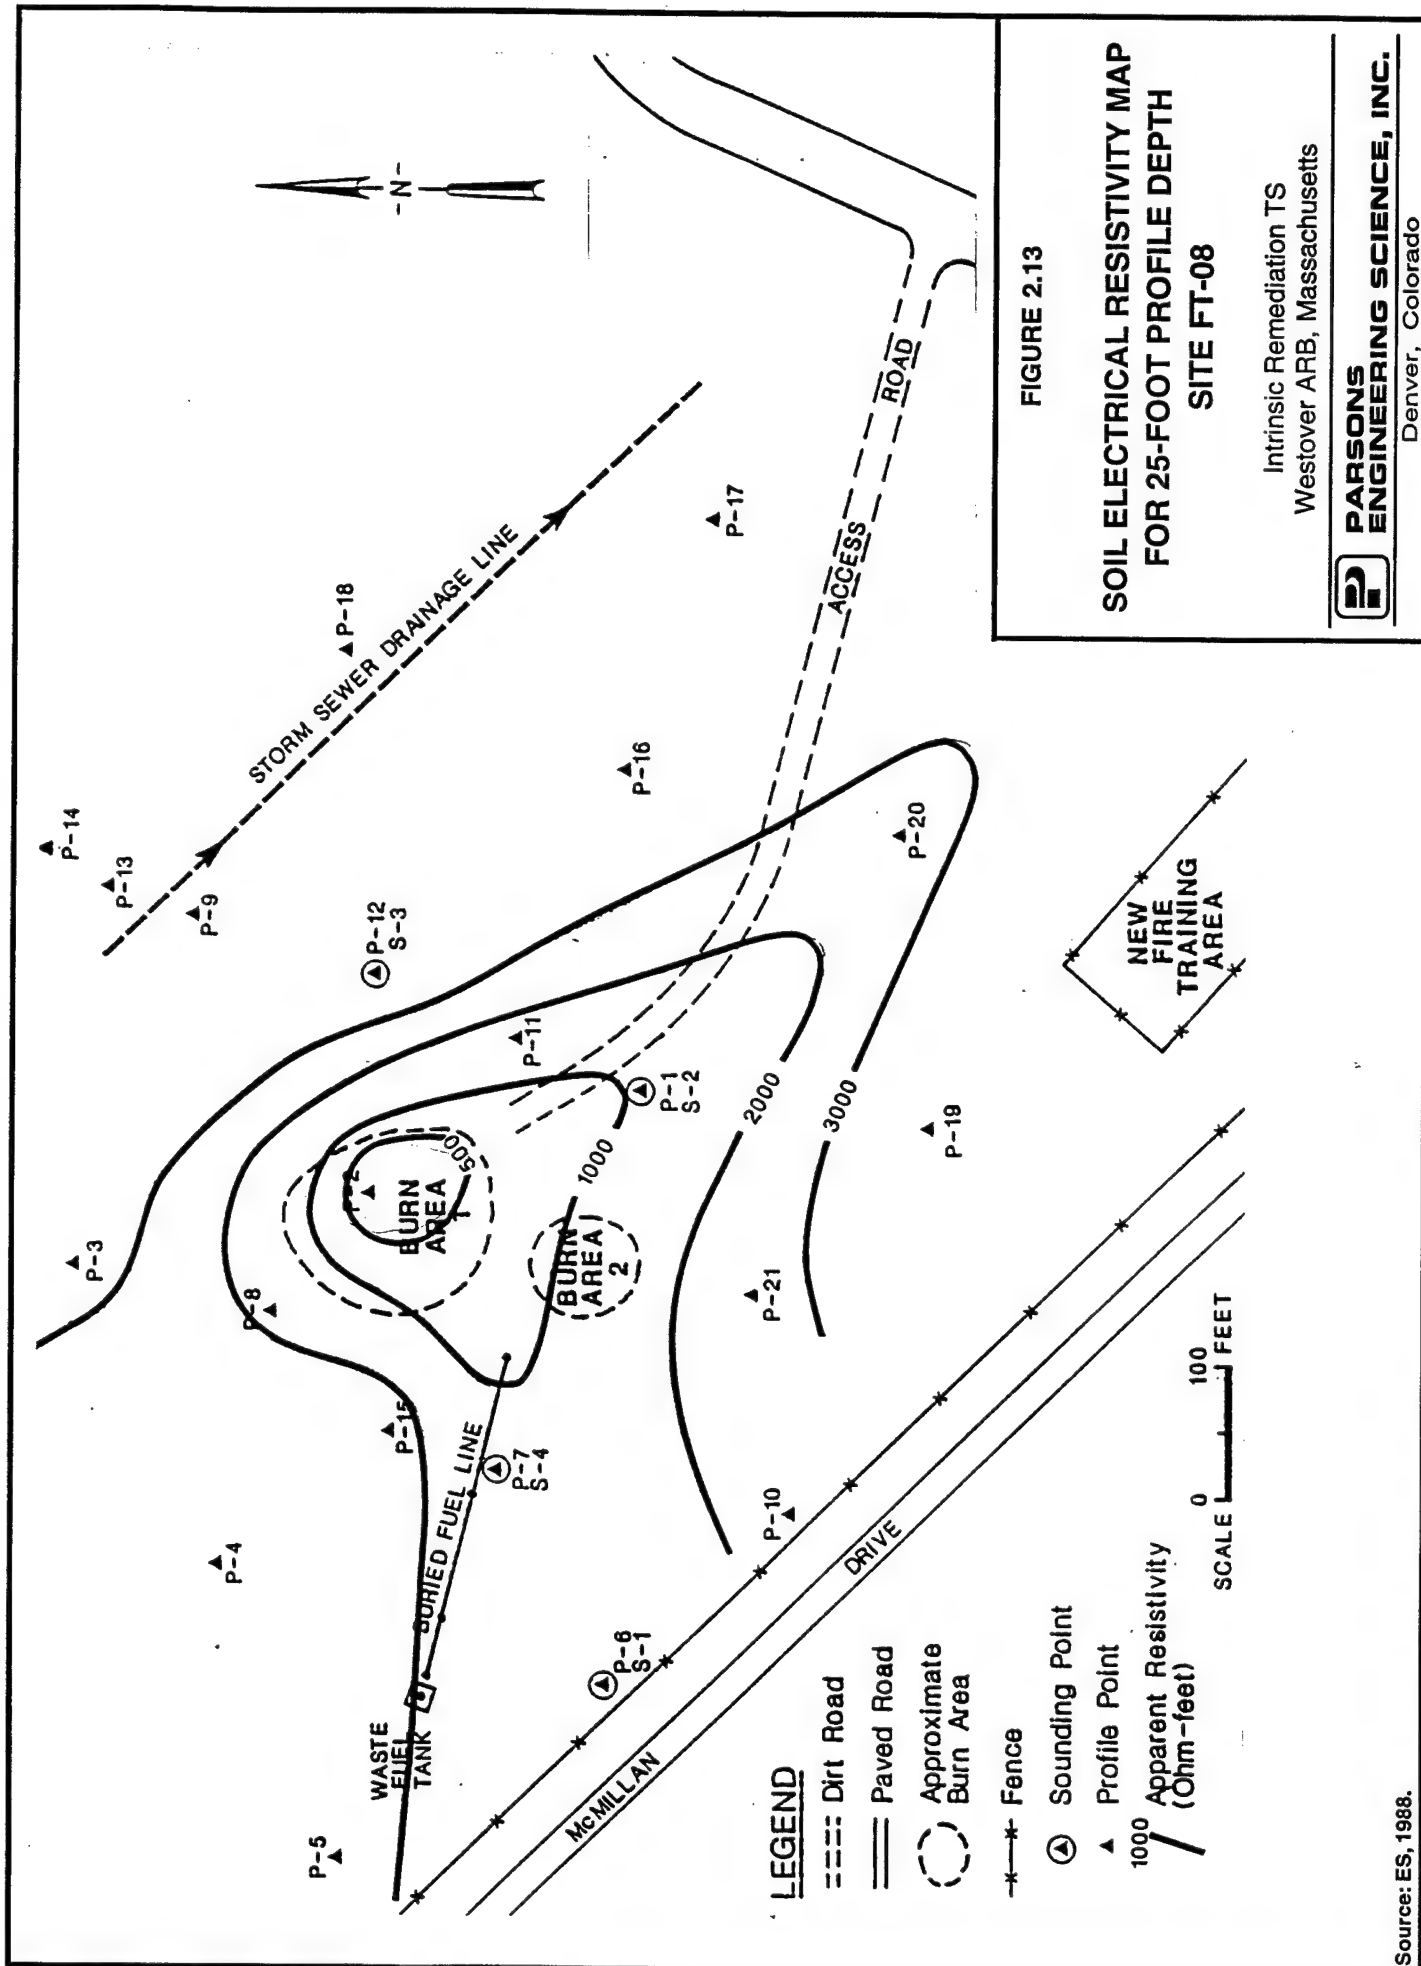 -N-
P-14
P-13
P-9
P-18
STORM SEWER DRAINAGE LINE
P-3
P-12
S-3
P-17
P-16
P-8
P-2
P-11
BURN
AREA
1
500
1000
P-1
S-2
BURN
AREA
2
ACCESS ROAD
P-4
P-15
BURIED FUEL LINE
P-7
S-4
2000
3000
P-20
P-19
P-21
P-5
WASTE
FUEL
TANK
P-6
S-1
P-10
McMILLAN DRIVE
NEW
FIRE
TRAINING
AREA
LEGEND
Dirt Road
Paved Road
Approximate
Burn Area
Fence
Sounding Point
Profile Point
1000 Apparent Resistivity
(Ohm-feet)
0 100
SCALE FEET
FIGURE 2.13
SOIL ELECTRICAL RESISTIVITY MAP
FOR 25-FOOT PROFILE DEPTH
SITE FT-08
Intrinsic Remediation TS
Westover ARB, Massachusetts
PARSONS
ENGINEERING SCIENCE, INC.
Denver, Colorado
Source: ES, 1988.